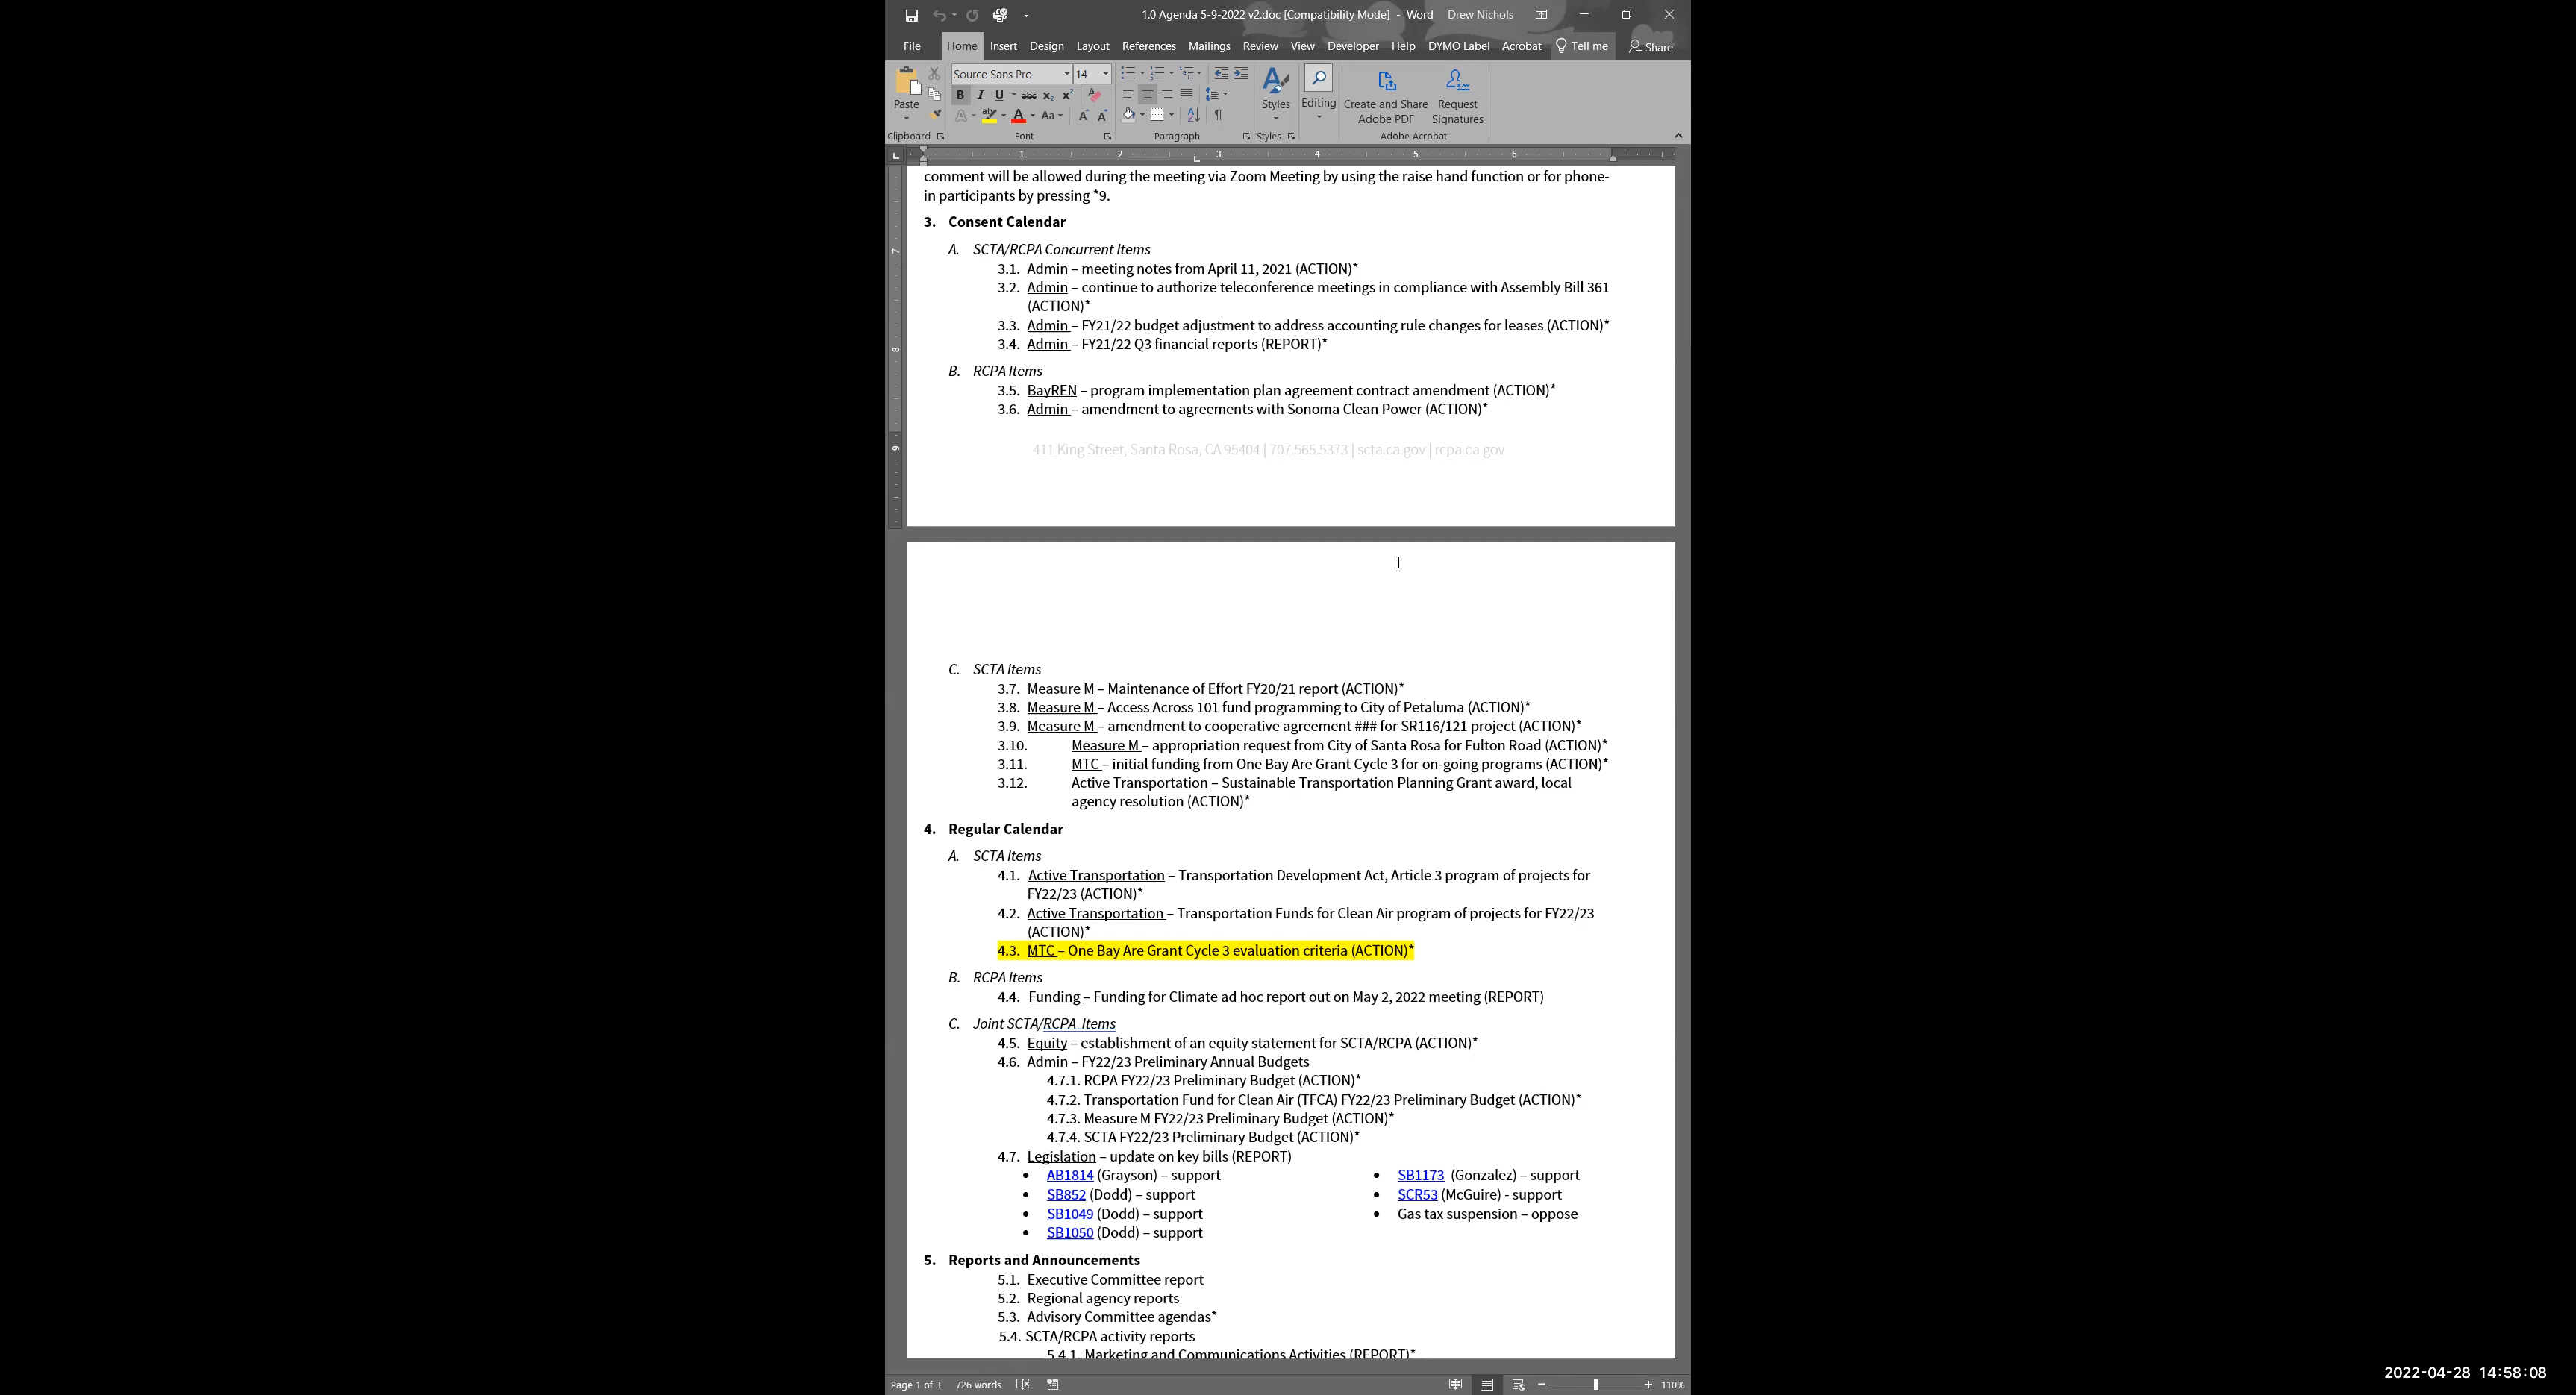 1.0 Agenda 5-9-2022 v2.doc [Compatibility Mode] - Word Drew Nichols
File Home Insert Design Layout References Mailings Review View Developer Help DYMO Label Acrobat Tell me Share
Source Sans Pro 14
Paste
Styles
Editing
Create and Share Adobe PDF
Request Signatures
Clipboard Font Paragraph Styles Adobe Acrobat
1 2 3 4 5 6
comment will be allowed during the meeting via Zoom Meeting by using the raise hand function or for phone-
in participants by pressing *9.
3. Consent Calendar
A. SCTA/RCPA Concurrent Items
3.1. Admin – meeting notes from April 11, 2021 (ACTION)*
3.2. Admin – continue to authorize teleconference meetings in compliance with Assembly Bill 361
(ACTION)*
3.3. Admin – FY21/22 budget adjustment to address accounting rule changes for leases (ACTION)*
3.4. Admin – FY21/22 Q3 financial reports (REPORT)*
B. RCPA Items
3.5. BayREN – program implementation plan agreement contract amendment (ACTION)*
3.6. Admin – amendment to agreements with Sonoma Clean Power (ACTION)*
411 King Street, Santa Rosa, CA 95404 | 707.565.5373 | scta.ca.gov | rcpa.ca.gov
C. SCTA Items
3.7. Measure M – Maintenance of Effort FY20/21 report (ACTION)*
3.8. Measure M – Access Across 101 fund programming to City of Petaluma (ACTION)*
3.9. Measure M – amendment to cooperative agreement ### for SR116/121 project (ACTION)*
3.10. Measure M – appropriation request from City of Santa Rosa for Fulton Road (ACTION)*
3.11. MTC – initial funding from One Bay Are Grant Cycle 3 for on-going programs (ACTION)*
3.12. Active Transportation – Sustainable Transportation Planning Grant award, local
agency resolution (ACTION)*
4. Regular Calendar
A. SCTA Items
4.1. Active Transportation – Transportation Development Act, Article 3 program of projects for
FY22/23 (ACTION)*
4.2. Active Transportation – Transportation Funds for Clean Air program of projects for FY22/23
(ACTION)*
4.3. MTC – One Bay Are Grant Cycle 3 evaluation criteria (ACTION)*
B. RCPA Items
4.4. Funding – Funding for Climate ad hoc report out on May 2, 2022 meeting (REPORT)
C. Joint SCTA/RCPA Items
4.5. Equity – establishment of an equity statement for SCTA/RCPA (ACTION)*
4.6. Admin – FY22/23 Preliminary Annual Budgets
4.7.1. RCPA FY22/23 Preliminary Budget (ACTION)*
4.7.2. Transportation Fund for Clean Air (TFCA) FY22/23 Preliminary Budget (ACTION)*
4.7.3. Measure M FY22/23 Preliminary Budget (ACTION)*
4.7.4. SCTA FY22/23 Preliminary Budget (ACTION)*
4.7. Legislation – update on key bills (REPORT)
• AB1814 (Grayson) – support • SB1173 (Gonzalez) – support
• SB852 (Dodd) – support • SCR53 (McGuire) - support
• SB1049 (Dodd) – support • Gas tax suspension – oppose
• SB1050 (Dodd) – support
5. Reports and Announcements
5.1. Executive Committee report
5.2. Regional agency reports
5.3. Advisory Committee agendas*
5.4. SCTA/RCPA activity reports
5.4.1. Marketing and Communications Activities (REPORT)*
Page 1 of 3 726 words 110%
2022-04-28 14:58:08